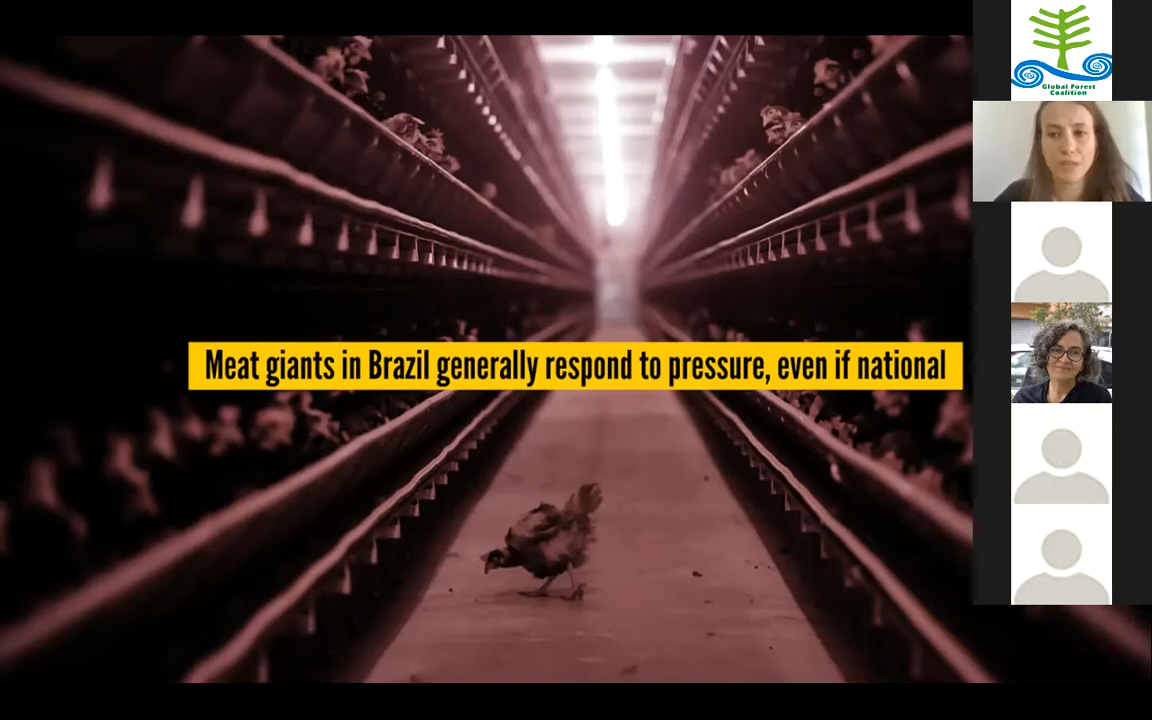 Global Forest
Coalition
Meat giants in Brazil generally respond to pressure, even if national